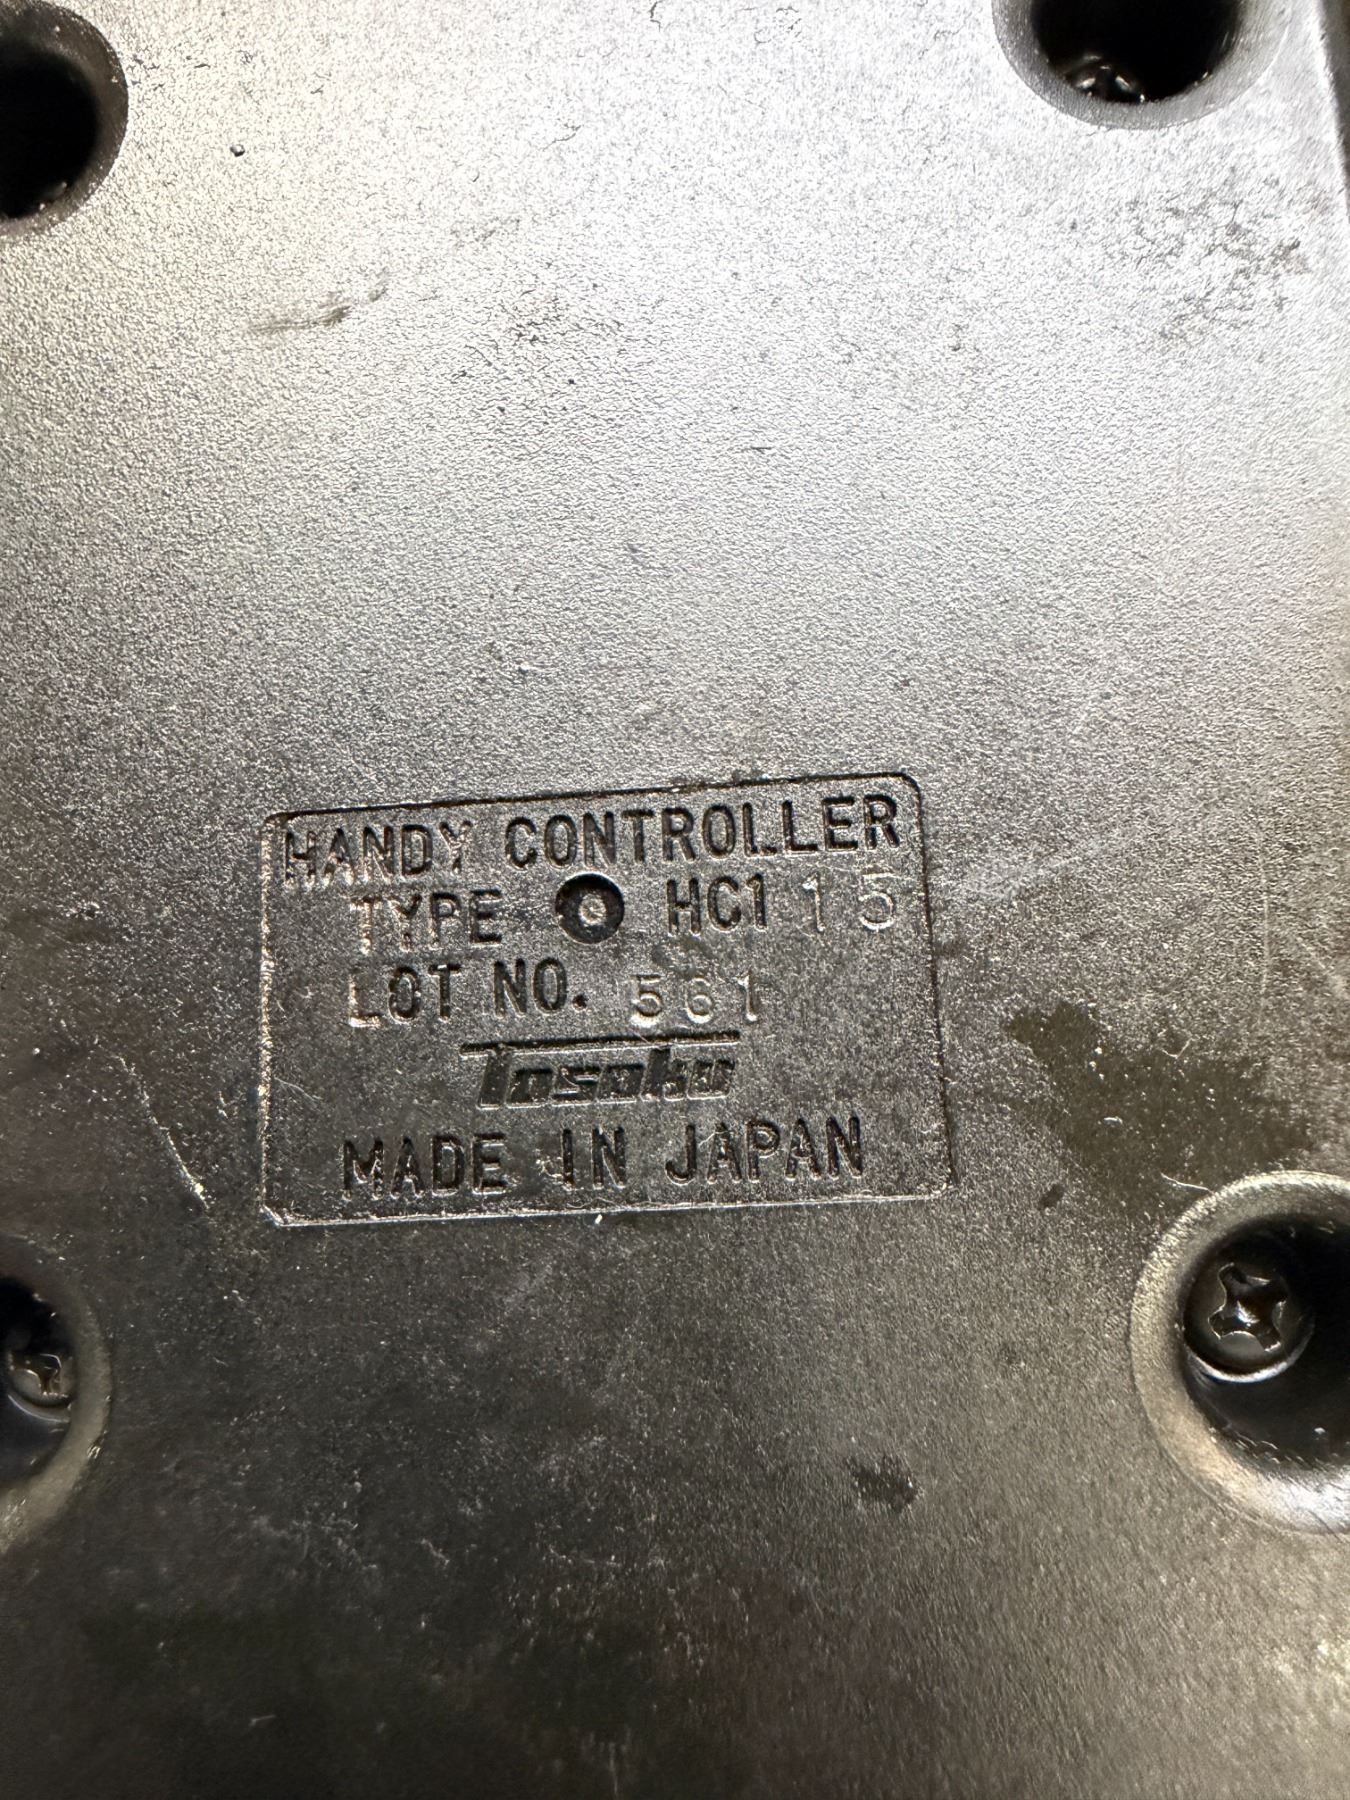 HANDY CONTROLLER
TYPE HC115
LOT NO. 561
Tosoku
MADE IN JAPAN